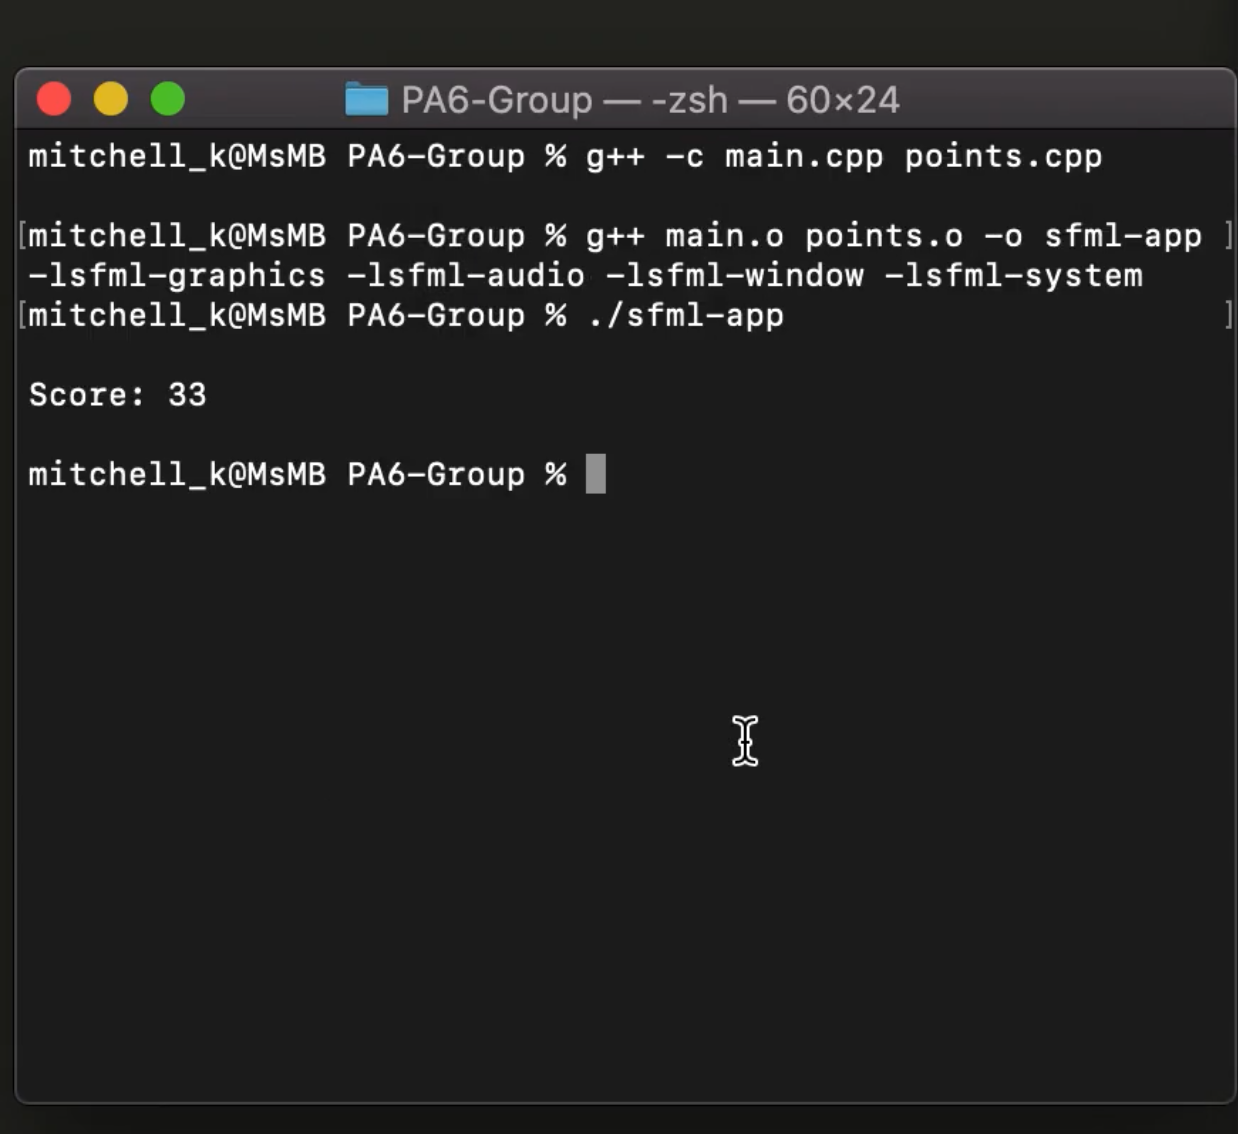 PA6-Group — -zsh — 60×24
mitchell_k@MsMB PA6-Group % g++ -c main.cpp points.cpp
[mitchell_k@MsMB PA6-Group % g++ main.o points.o -o sfml-app ]
-lsfml-graphics -lsfml-audio -lsfml-window -lsfml-system
[mitchell_k@MsMB PA6-Group % ./sfml-app ]
Score: 33
mitchell_k@MsMB PA6-Group %